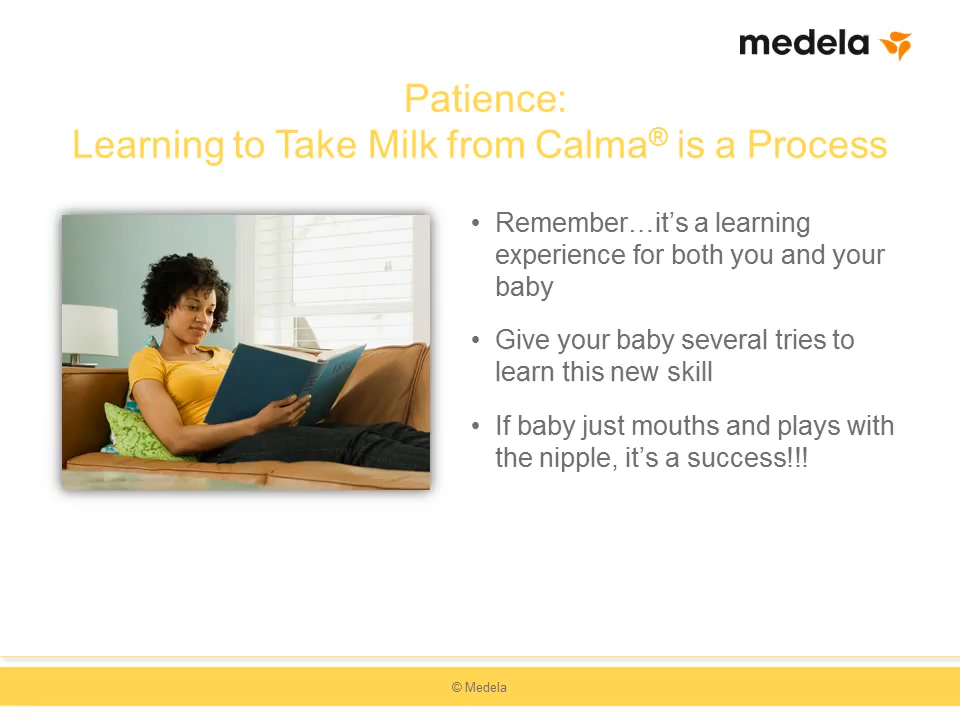 medela
Patience:
Learning to Take Milk from Calma® is a Process
• Remember…it’s a learning
experience for both you and your
baby
• Give your baby several tries to
learn this new skill
• If baby just mouths and plays with
the nipple, it’s a success!!!
© Medela